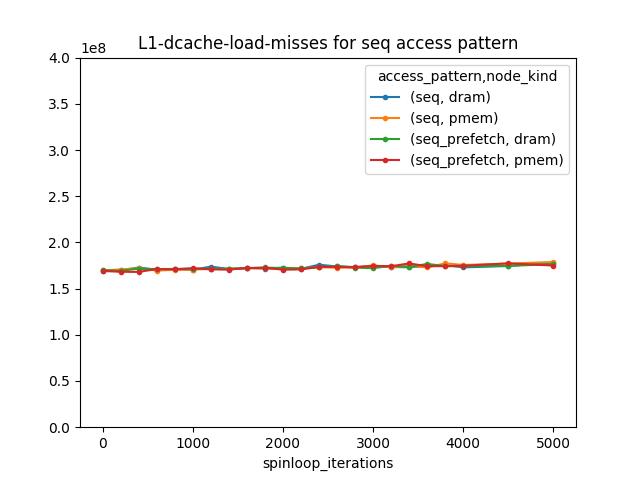 L1-dcache-load-misses for seq access pattern
1e8
4.0
3.5
3.0
2.5
2.0
1.5
1.0
0.5
0.0
access_pattern,node_kind
(seq, dram)
(seq, pmem)
(seq_prefetch, dram)
(seq_prefetch, pmem)
0 1000 2000 3000 4000 5000
spinloop_iterations